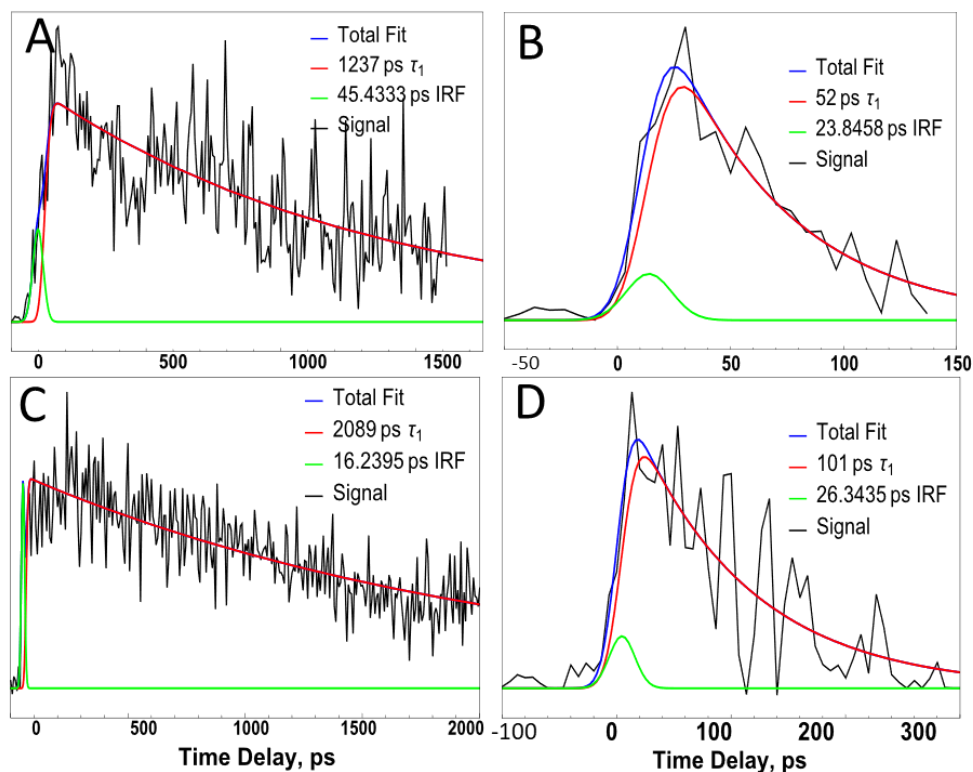 A
Total Fit
1237 ps τ1
45.4333 ps IRF
Signal
0 500 1000 1500
B
Total Fit
52 ps τ1
23.8458 ps IRF
Signal
-50 0 50 100 150
C
Total Fit
2089 ps τ1
16.2395 ps IRF
Signal
0 500 1000 1500 2000
Time Delay, ps
D
Total Fit
101 ps τ1
26.3435 ps IRF
Signal
-100 0 100 200 300
Time Delay, ps